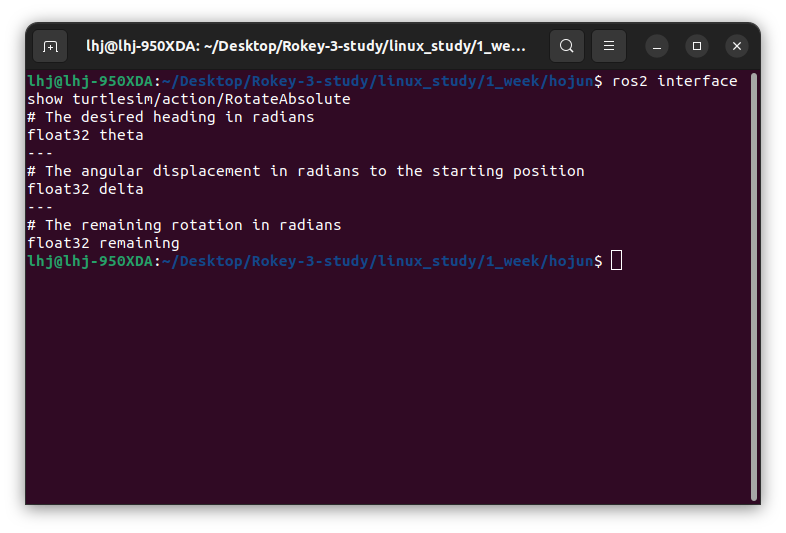 lhj@lhj-950XDA: ~/Desktop/Rokey-3-study/linux_study/1_we...
lhj@lhj-950XDA:~/Desktop/Rokey-3-study/linux_study/1_week/hojun$ ros2 interface
show turtlesim/action/RotateAbsolute
# The desired heading in radians
float32 theta
---
# The angular displacement in radians to the starting position
float32 delta
---
# The remaining rotation in radians
float32 remaining
lhj@lhj-950XDA:~/Desktop/Rokey-3-study/linux_study/1_week/hojun$